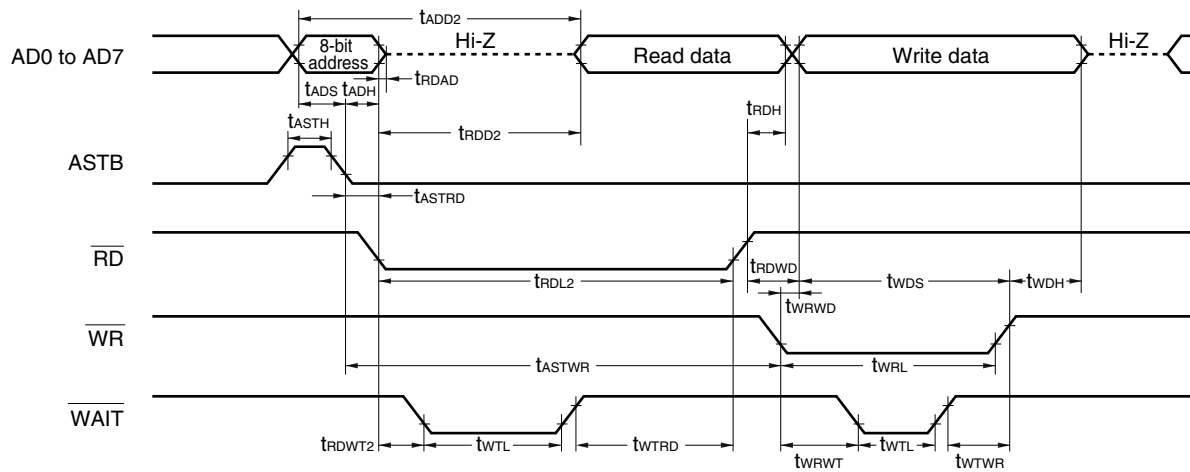 tADD2
AD0 to AD7
8-bit
address
Hi-Z
Read data
Write data
Hi-Z
tRDAD
tADS
tADH
tRDH
tASTH
tRDD2
ASTB
tASTRD
RD
tRDWD
tRDL2
tWDS
tWDH
tWRWD
WR
tASTWR
tWRL
WAIT
tRDWT2
tWTL
tWTRD
tWRWT
tWTL
tWTWR